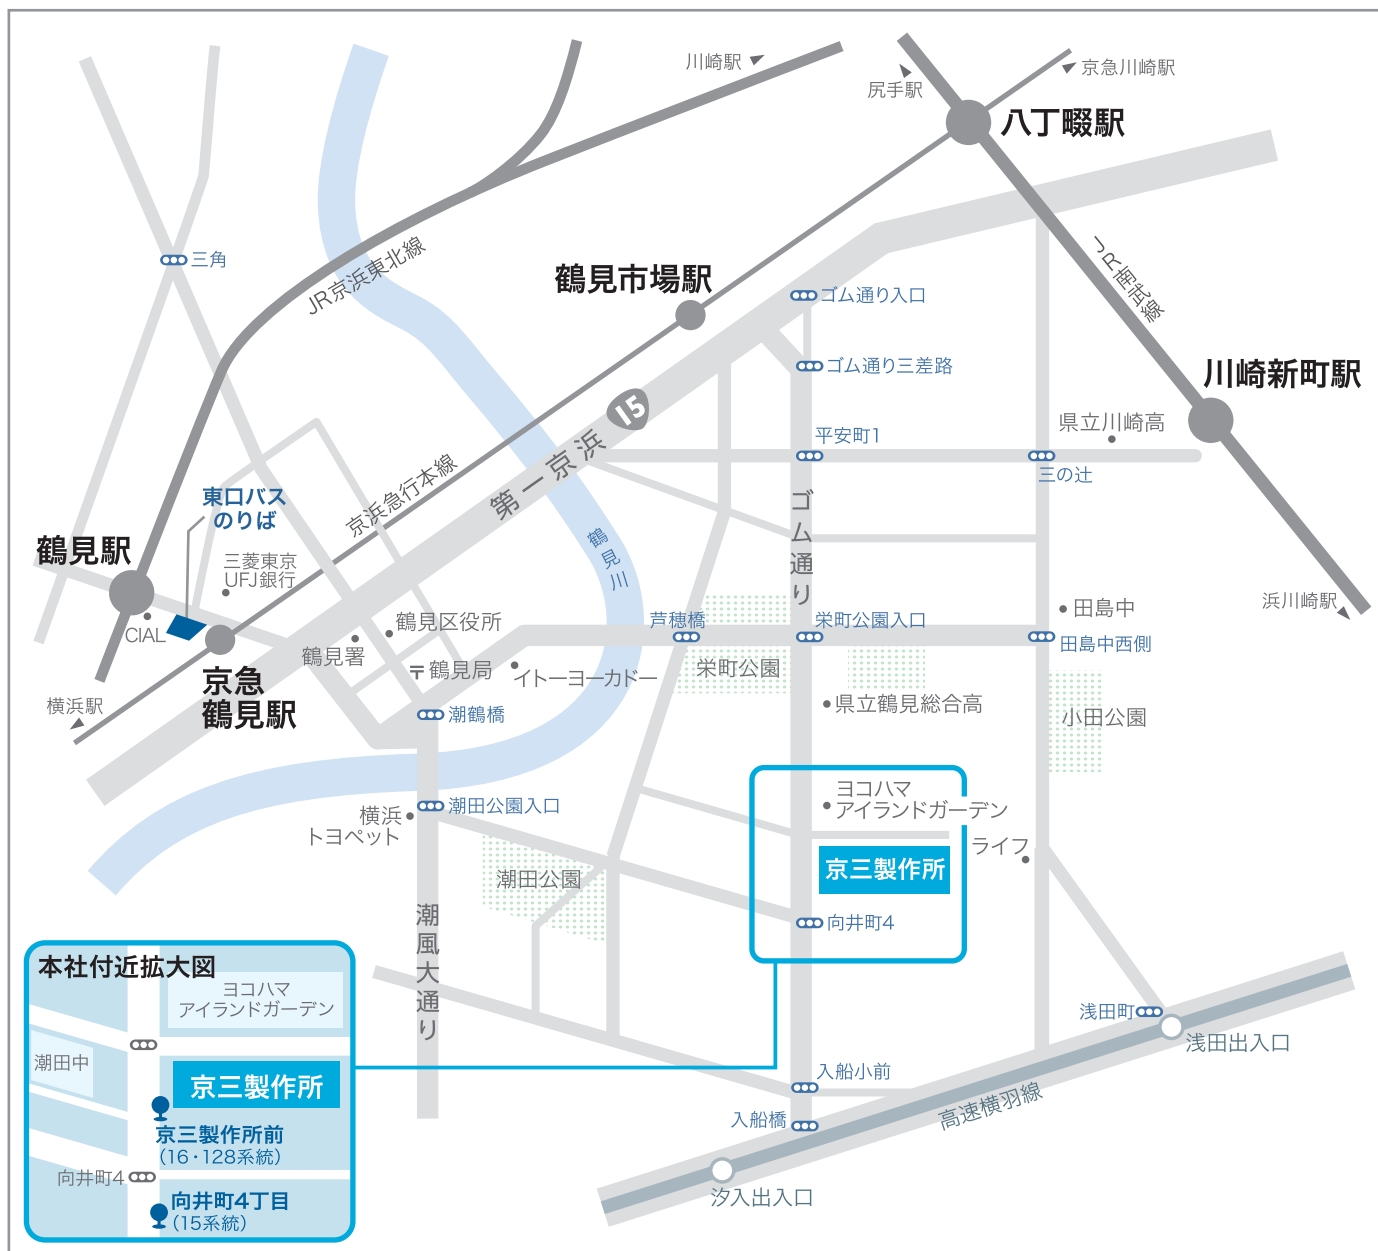 川崎駅
京急川崎駅
尻手駅
八丁畷駅
三角
JR京浜東北線
鶴見市場駅
ゴム通り入口
JR南武線
ゴム通り三差路
川崎新町駅
15
県立川崎高
平安町1
三の辻
第一京浜
京浜急行本線
東口バス
のりば
ゴム通り
鶴見駅
三菱東京
UFJ銀行
鶴見川
浜川崎駅
CIAL
鶴見区役所
芦穂橋
栄町公園入口
田島中
田島中西側
鶴見署
〒鶴見局
イトーヨーカドー
栄町公園
京急
鶴見駅
横浜駅
潮鶴橋
県立鶴見総合高
小田公園
横浜
トヨペット
潮田公園入口
ヨコハマ
アイランドガーデン
ライフ
京三製作所
潮田公園
向井町4
潮風大通り
浅田町
浅田出入口
入船小前
高速横羽線
入船橋
汐入出入口
本社付近拡大図
ヨコハマ
アイランドガーデン
潮田中
京三製作所
京三製作所前
(16・128系統)
向井町4
向井町4丁目
(15系統)